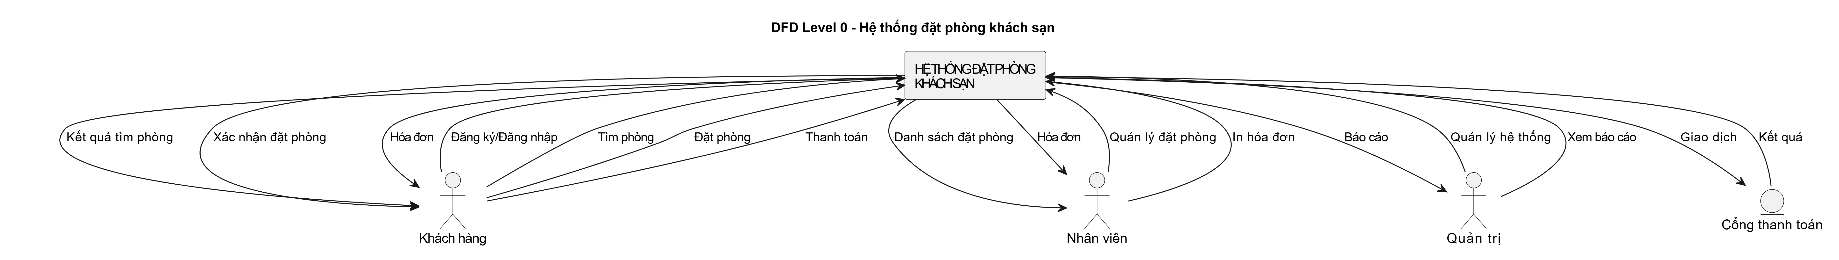 DFD Level 0 - Hệ thống đặt phòng khách sạn
HỆ THỐNG ĐẶT PHÒNG
KHÁCH SẠN
Kết quả tìm phòng
Xác nhận đặt phòng
Hóa đơn
Đăng ký/Đăng nhập
Tìm phòng
Đặt phòng
Thanh toán
Danh sách đặt phòng
Hóa đơn
Quản lý đặt phòng
In hóa đơn
Báo cáo
Quản lý hệ thống
Xem báo cáo
Giao dịch
Kết quả
Khách hàng
Nhân viên
Quản trị
Cổng thanh toán